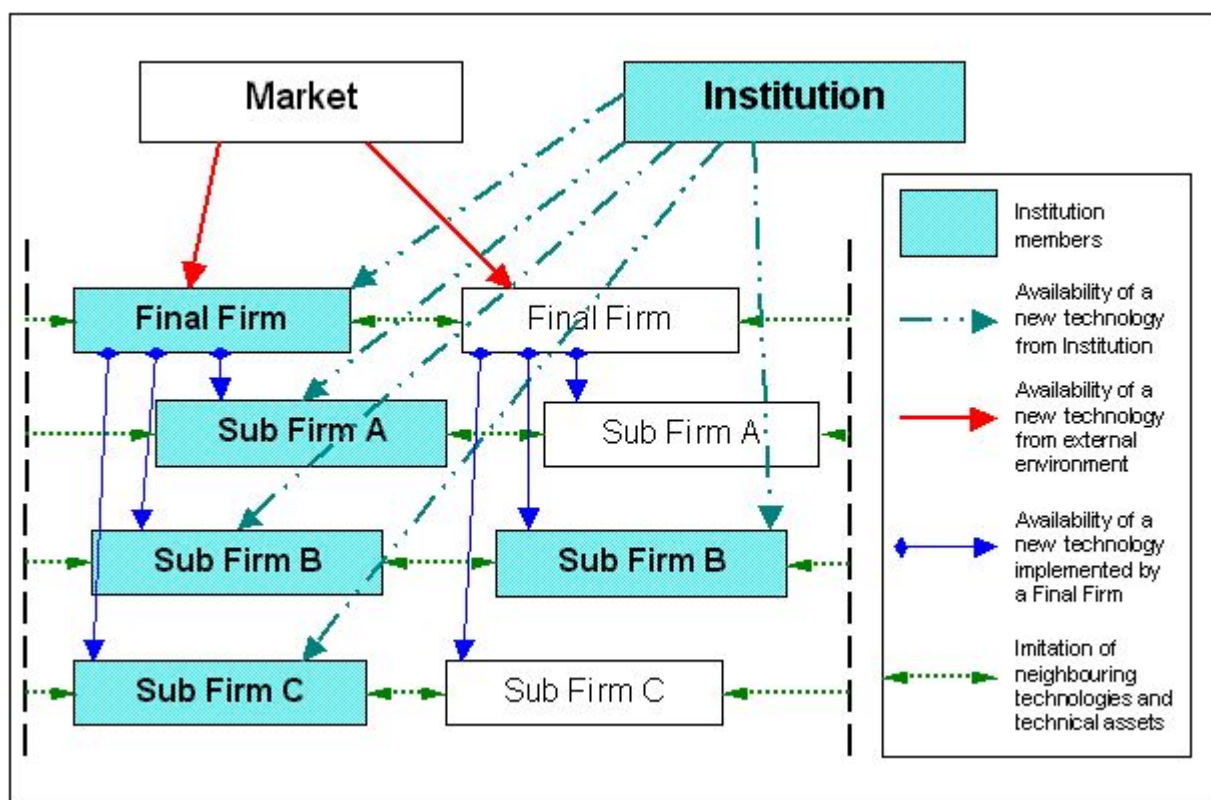 Market
Institution
Final Firm
Final Firm
Sub Firm A
Sub Firm A
Sub Firm B
Sub Firm B
Sub Firm C
Sub Firm C
Institution
members
Availability of a
new technology
from Institution
Availability of a
new technology
from external
environment
Availability of a
new technology
implemented by
a Final Firm
Imitation of
neighbouring
technologies and
technical assets